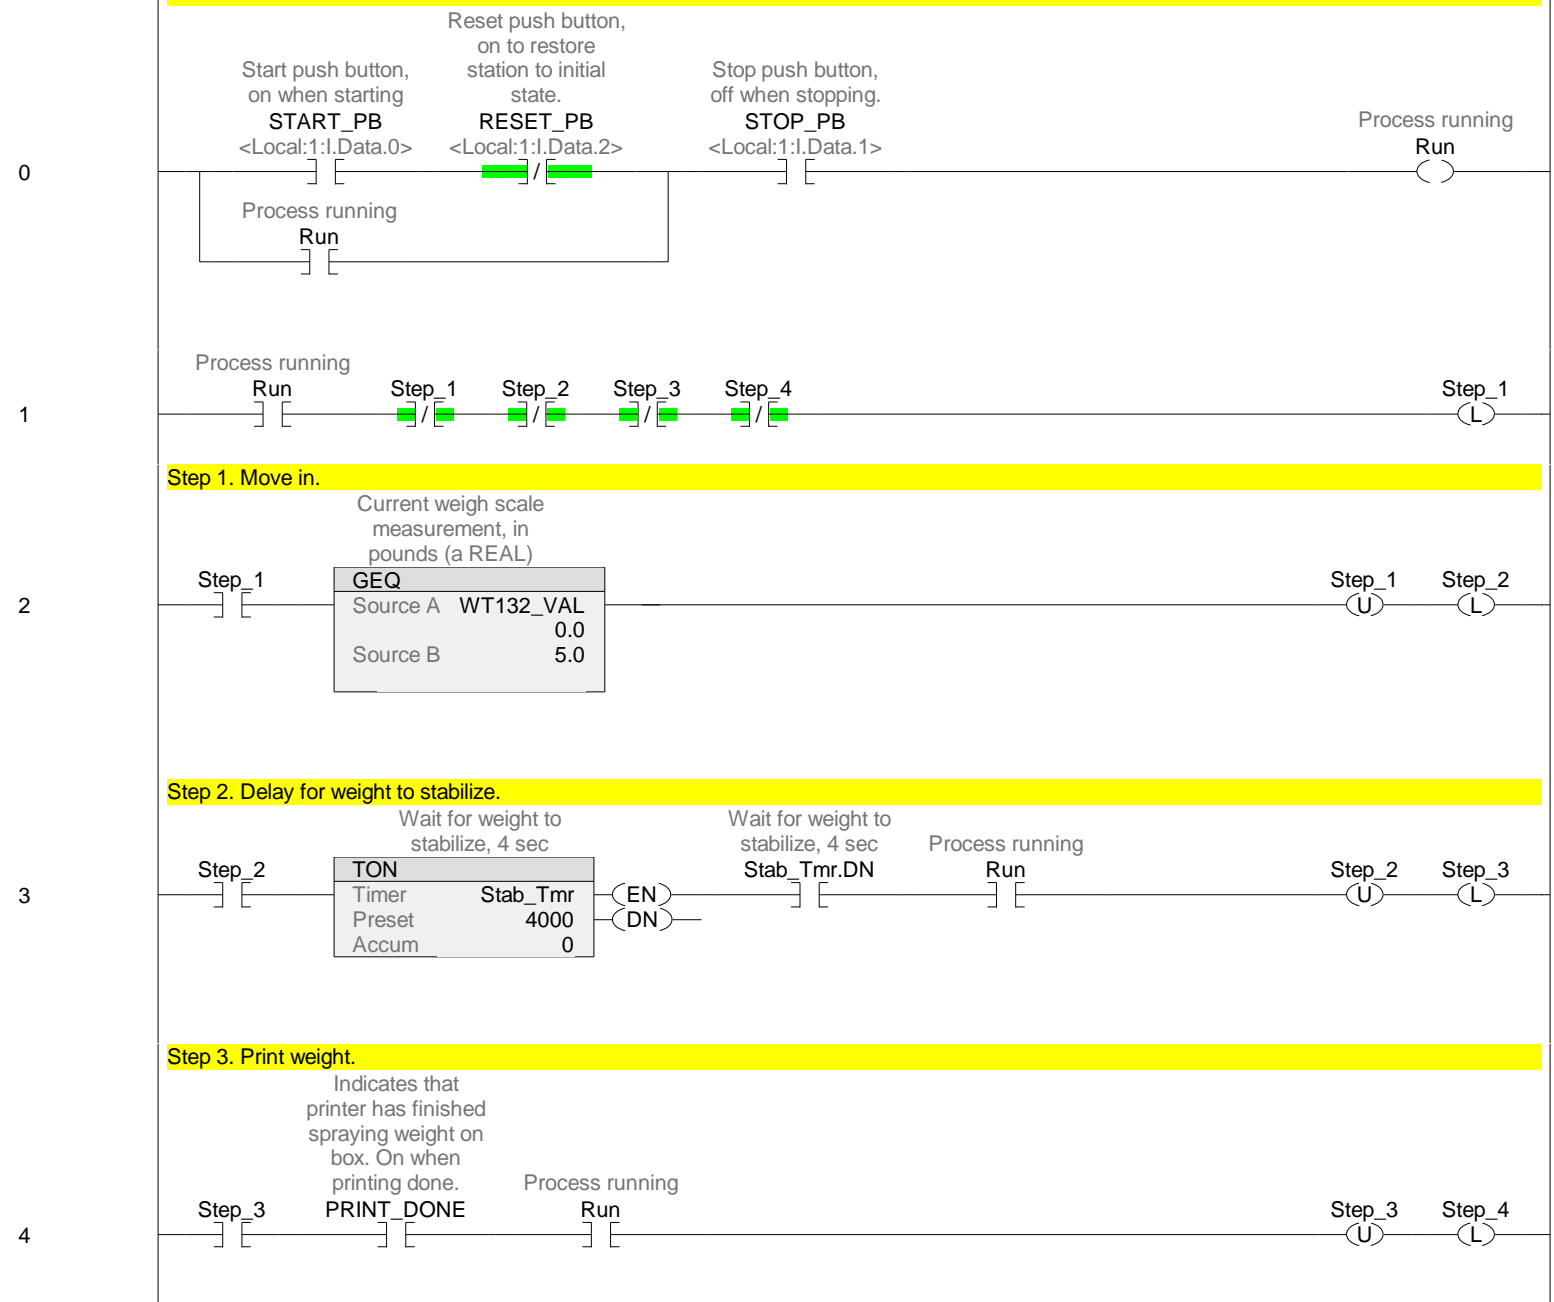 Reset push button,
on to restore
station to initial
state.
Start push button,
on when starting
Stop push button,
off when stopping.
START_PB
RESET_PB
STOP_PB
Process running
<Local:1:I.Data.0>
<Local:1:I.Data.2>
<Local:1:I.Data.1>
Run
0
/
Process running
Run
Process running
Run
Step_1
Step_2
Step_3
Step_4
Step_1
1
/
/
/
/
L
Step 1. Move in.
Current weigh scale
measurement, in
pounds (a REAL)
Step_1
GEQ
Step_1
Step_2
2
Source A WT132_VAL
0.0
Source B 5.0
U
L
Step 2. Delay for weight to stabilize.
Wait for weight to
stabilize, 4 sec
Wait for weight to
stabilize, 4 sec
Process running
Step_2
TON
Stab_Tmr.DN
Run
Step_2
Step_3
3
Timer Stab_Tmr
EN
U
L
Preset 4000
DN
Accum 0
Step 3. Print weight.
Indicates that
printer has finished
spraying weight on
box. On when
printing done.
Process running
Step_3
PRINT_DONE
Run
Step_3
Step_4
4
U
L